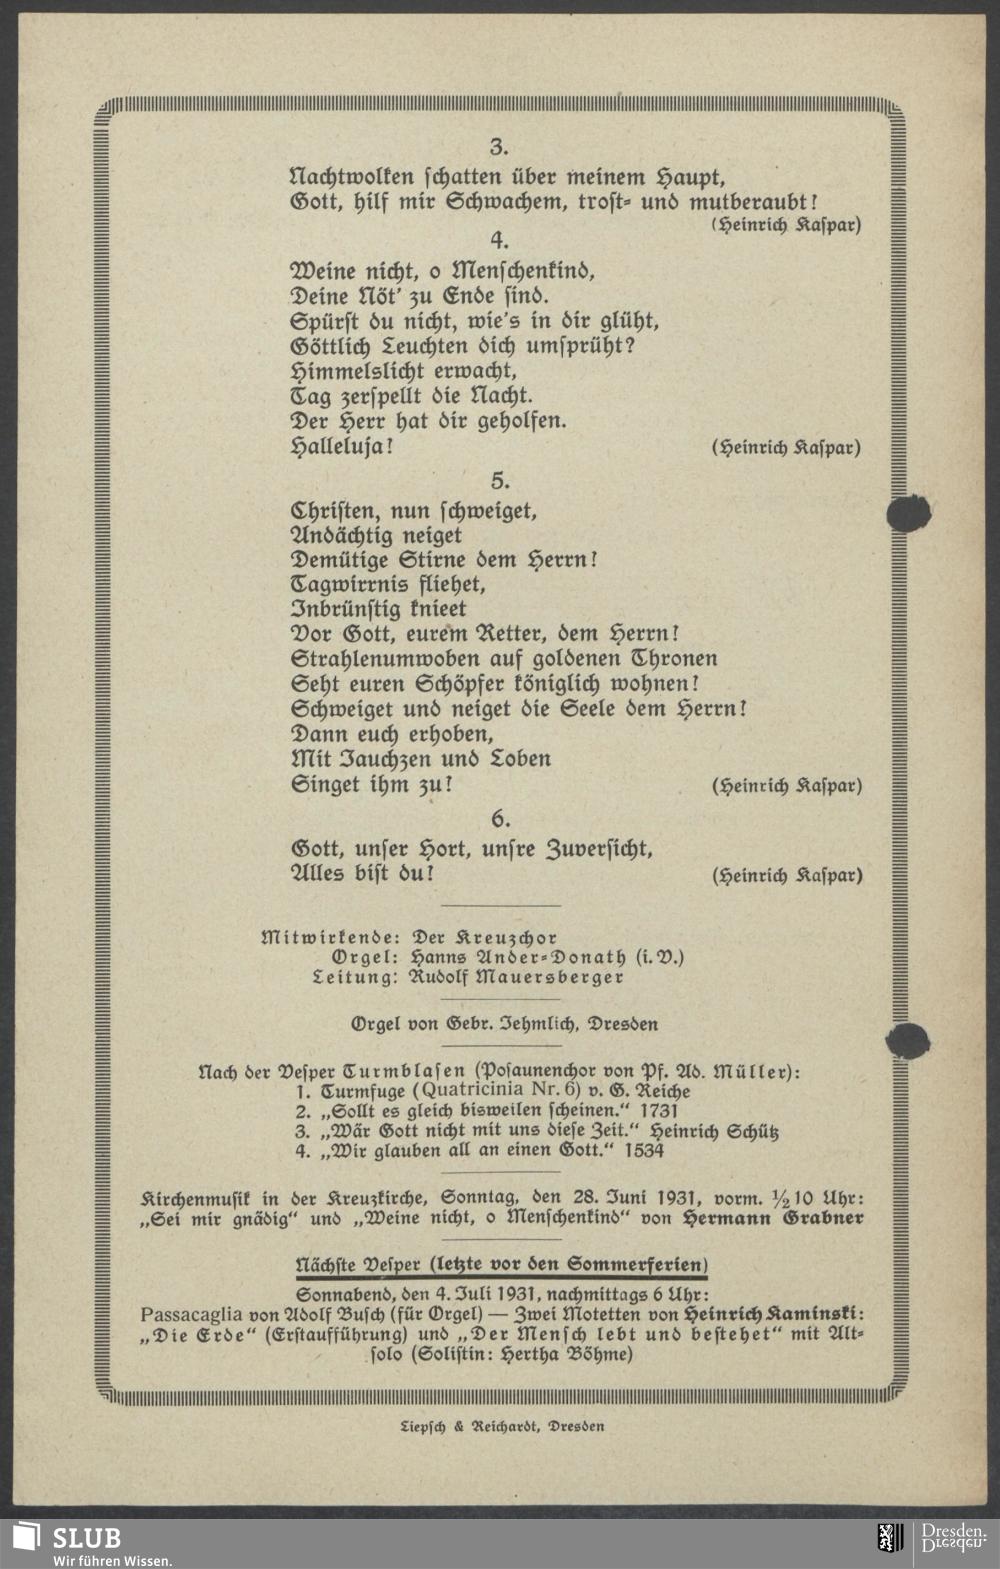 3.
Nachtwolken schatten über meinem Haupt,
Gott, hilf mir Schwachem, trost- und mutberaubt!
(Heinrich Kaspar)
4.
Weine nicht, o Menschenkind,
Deine Nöt' zu Ende sind.
Spürst du nicht, wie's in dir glüht,
Göttlich Leuchten dich umsprüht?
Himmelslicht erwacht,
Tag zerspellt die Nacht.
Der Herr hat dir geholfen.
Halleluja! (Heinrich Kaspar)
5.
Christen, nun schweiget,
Andächtig neiget
Demütige Stirne dem Herrn!
Tagwirrnis fliehet,
Inbrünstig knieet
Vor Gott, eurem Retter, dem Herrn!
Strahlenumwoben auf goldenen Thronen
Seht euren Schöpfer königlich wohnen!
Schweiget und neiget die Seele dem Herrn!
Dann euch erhoben,
Mit Jauchzen und Loben
Singet ihm zu! (Heinrich Kaspar)
6.
Gott, unser Hort, unsre Zuversicht,
Alles bist du! (Heinrich Kaspar)
Mitwirkende: Der Kreuzchor
Orgel: Hanns Ander-Donath (i. V.)
Leitung: Rudolf Mauersberger
Orgel von Gebr. Jehmlich, Dresden
Nach der Vesper Turmblasen (Posaunenchor von Pf. Ad. Müller):
1. Turmfuge (Quatricinia Nr. 6) v. G. Reiche
2. „Sollt es gleich bisweilen scheinen.“ 1731
3. „Wär Gott nicht mit uns diese Zeit.“ Heinrich Schütz
4. „Wir glauben all an einen Gott.“ 1534
Kirchenmusik in der Kreuzkirche, Sonntag, den 28. Juni 1931, vorm. ½10 Uhr:
„Sei mir gnädig“ und „Weine nicht, o Menschenkind“ von Hermann Grabner
Nächste Vesper (letzte vor den Sommerferien)
Sonnabend, den 4. Juli 1931, nachmittags 6 Uhr:
Passacaglia von Adolf Busch (für Orgel) — Zwei Motetten von Heinrich Kaminski:
„Die Erde“ (Erstaufführung) und „Der Mensch lebt und bestehet“ mit Alt-
solo (Solistin: Hertha Böhme)
Liepsch & Reichardt, Dresden
SLUB
Wir führen Wissen.
Dresden.
Dresden.